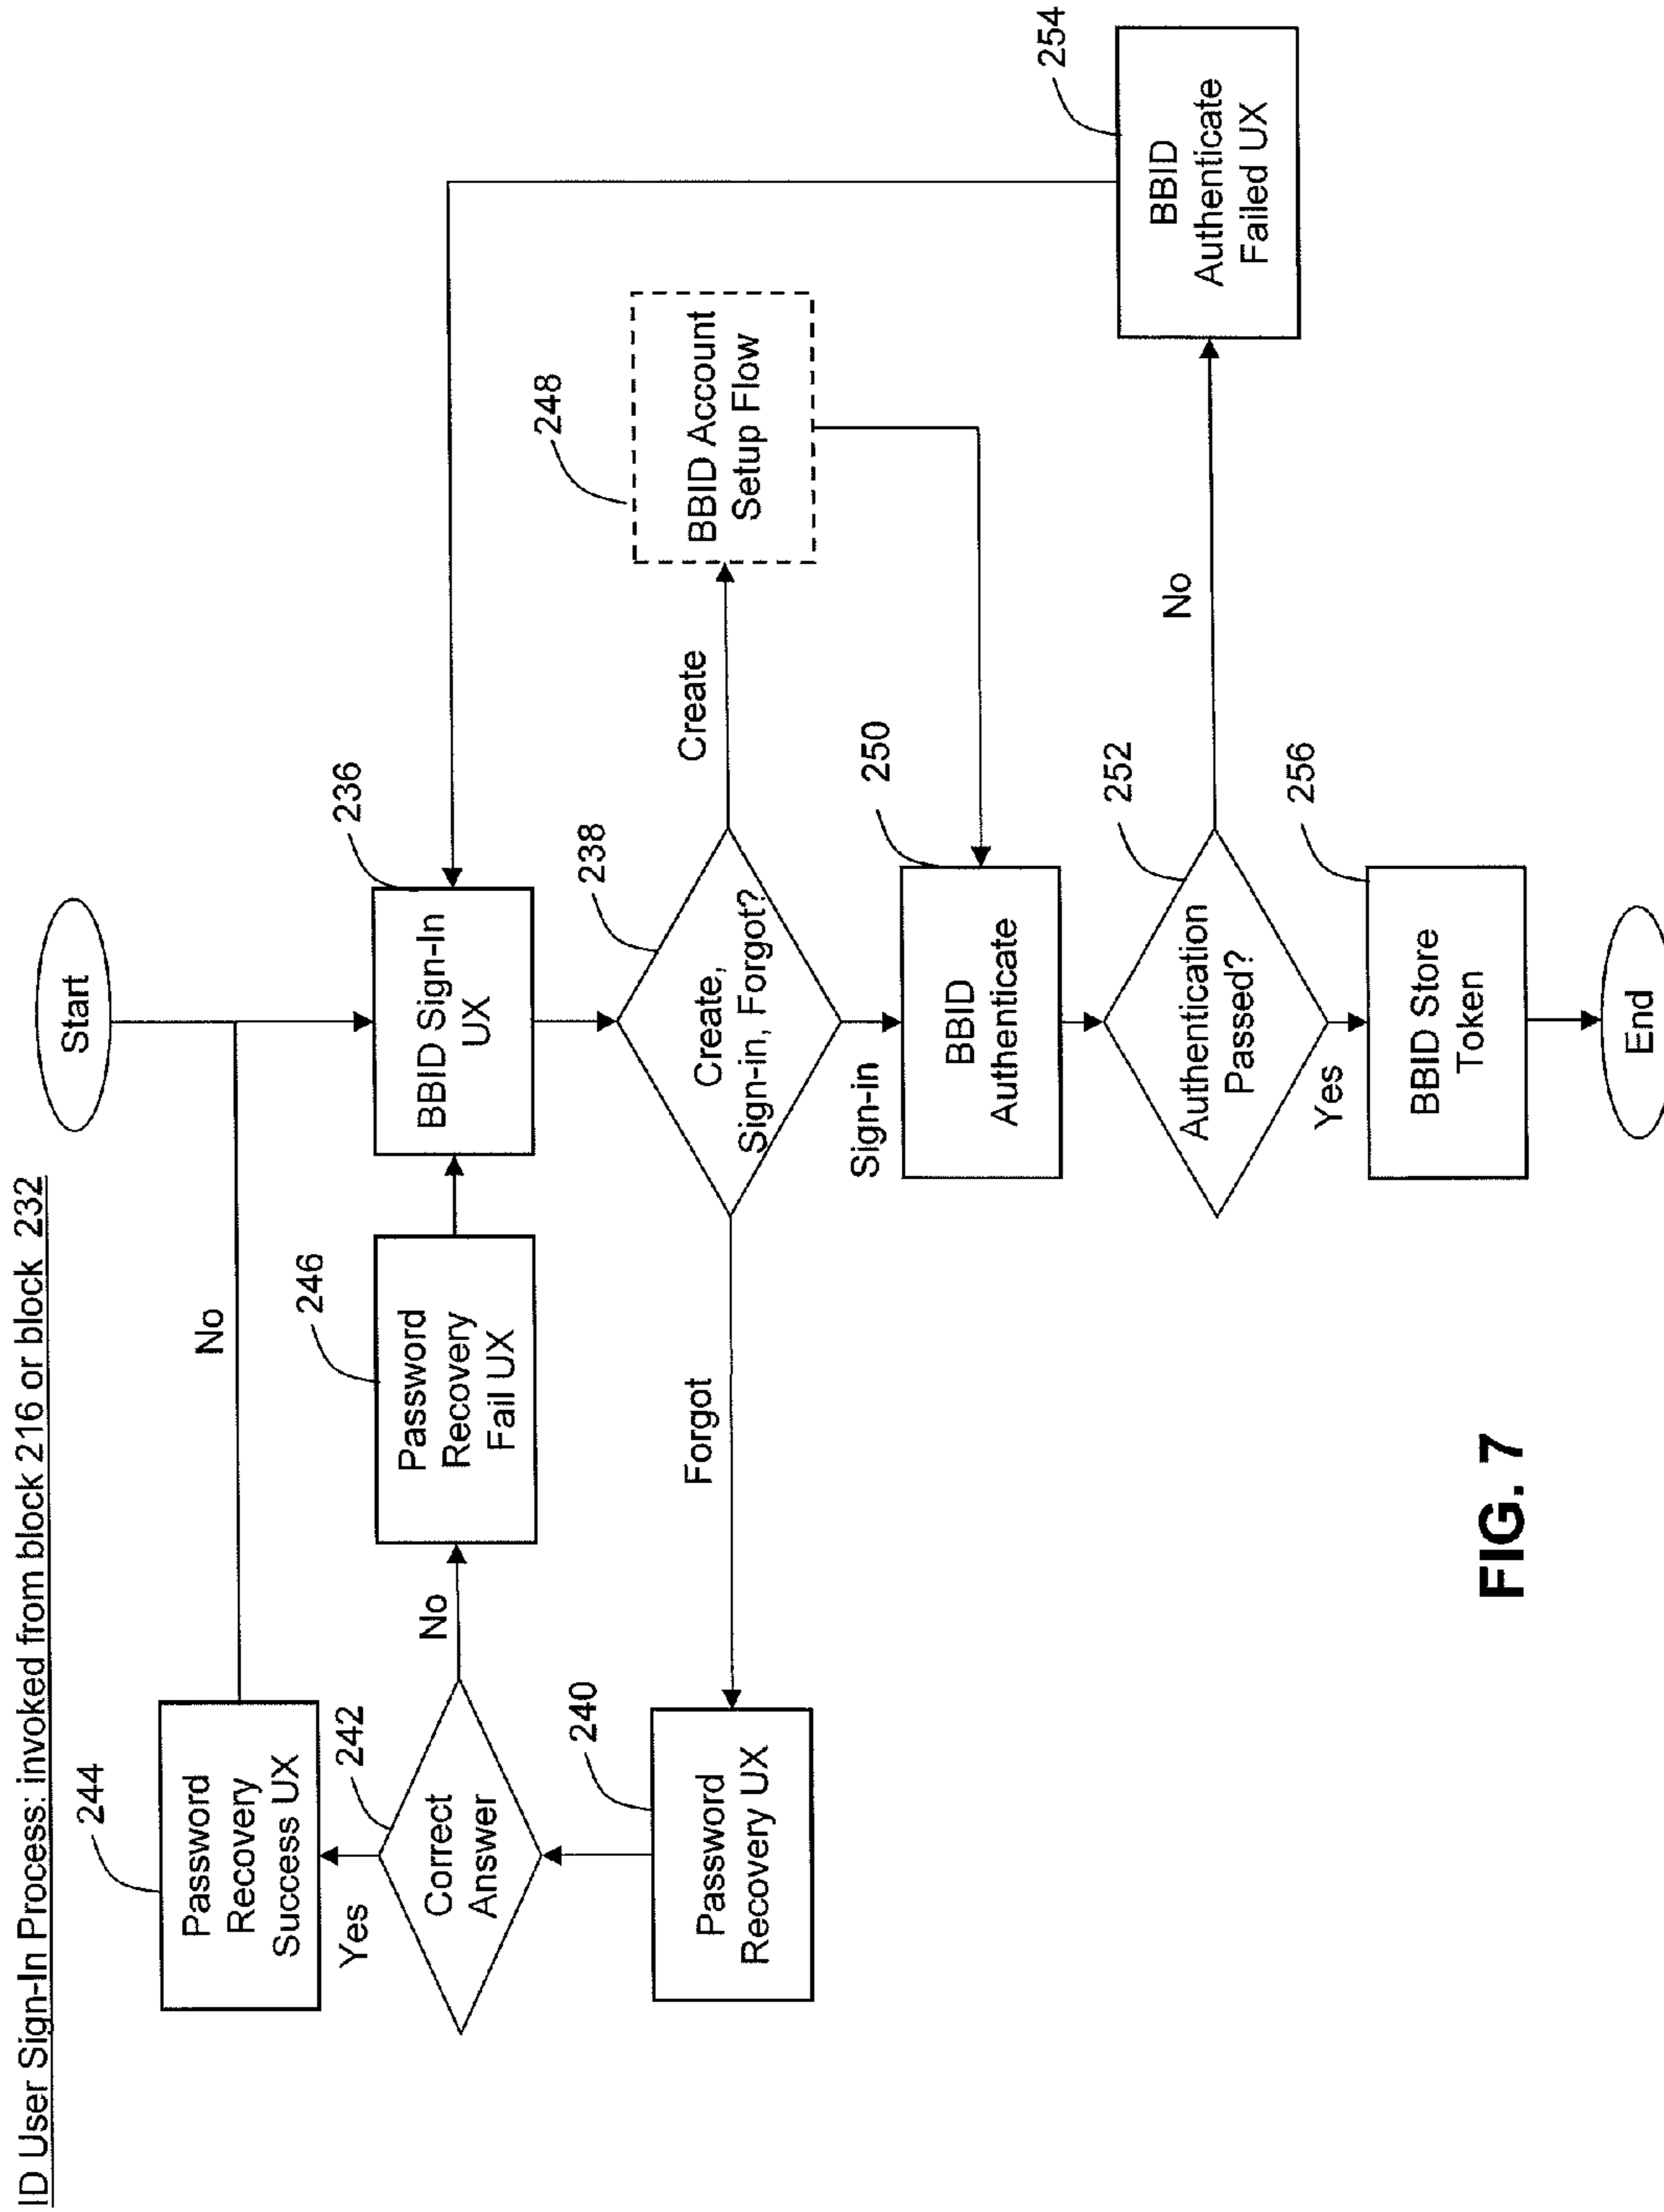 ID User Sign-In Process: invoked from block 216 or block 232
Start
No
244
Password
Recovery
Success UX
Yes
242
Correct
Answer
No
246
Password
Recovery
Fail UX
236
BBID Sign-In
UX
240
Password
Recovery UX
Forgot
238
Create,
Sign-in, Forgot?
Create
248
BBID Account
Setup Flow
Sign-in
250
BBID
Authenticate
252
Authentication
Passed?
No
254
BBID
Authenticate
Failed UX
Yes
256
BBID Store
Token
End
FIG. 7